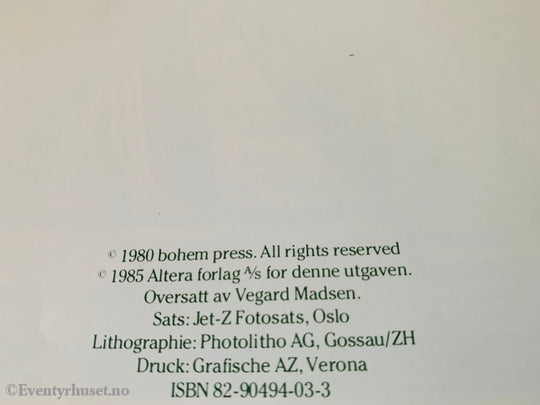 © 1980 bohem press. All rights reserved
© 1985 Altera forlag A/s for denne utgaven.
Oversatt av Vegard Madsen.
Sats: Jet-Z Fotosats, Oslo
Lithographie: Photolitho AG, Gossau/ZH
Druck: Grafische AZ, Verona
ISBN 82-90494-03-3
©Eventyrhuset.no